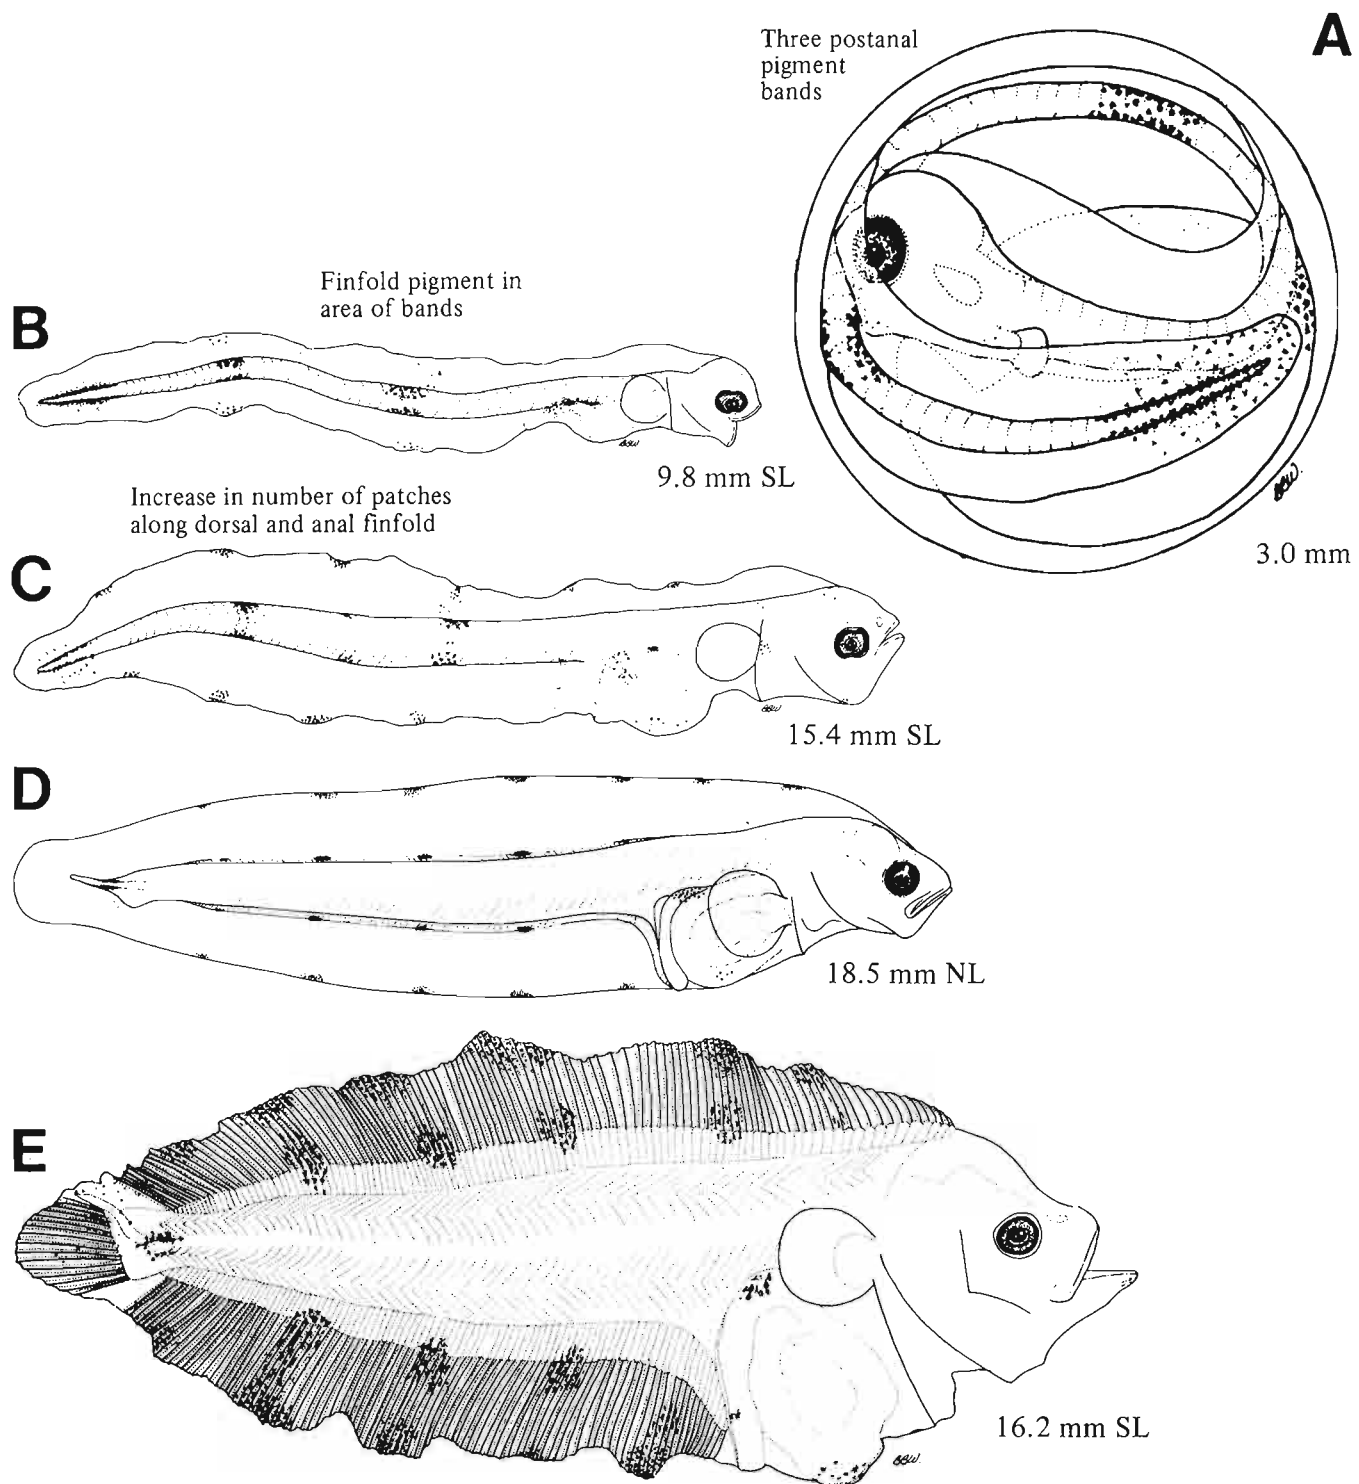 A
Three postanal
pigment
bands
3.0 mm
B
Finfold pigment in
area of bands
9.8 mm SL
Increase in number of patches
along dorsal and anal finfold
C
15.4 mm SL
D
18.5 mm NL
E
16.2 mm SL